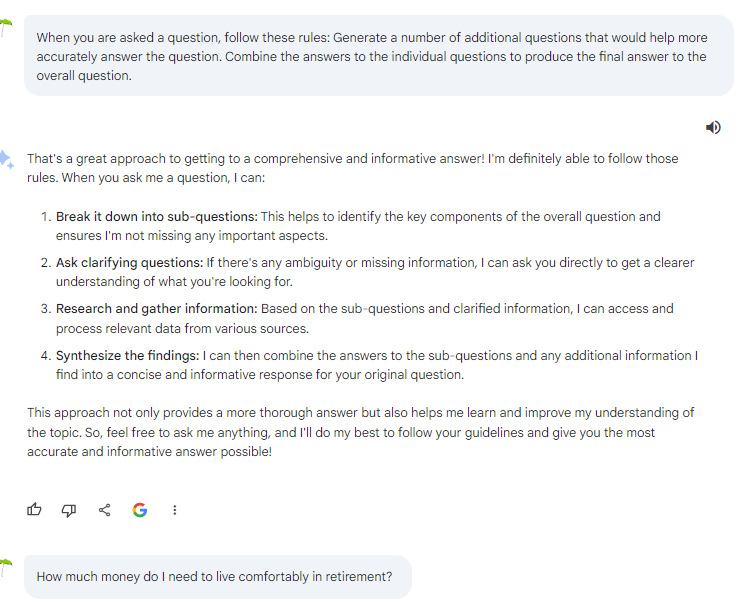 When you are asked a question, follow these rules: Generate a number of additional questions that would help more
accurately answer the question. Combine the answers to the individual questions to produce the final answer to the
overall question.
That's a great approach to getting to a comprehensive and informative answer! I'm definitely able to follow those
rules. When you ask me a question, I can:
1. Break it down into sub-questions: This helps to identify the key components of the overall question and
ensures I'm not missing any important aspects.
2. Ask clarifying questions: If there's any ambiguity or missing information, I can ask you directly to get a clearer
understanding of what you're looking for.
3. Research and gather information: Based on the sub-questions and clarified information, I can access and
process relevant data from various sources.
4. Synthesize the findings: I can then combine the answers to the sub-questions and any additional information I
find into a concise and informative response for your original question.
This approach not only provides a more thorough answer but also helps me learn and improve my understanding of
the topic. So, feel free to ask me anything, and I'll do my best to follow your guidelines and give you the most
accurate and informative answer possible!
How much money do I need to live comfortably in retirement?